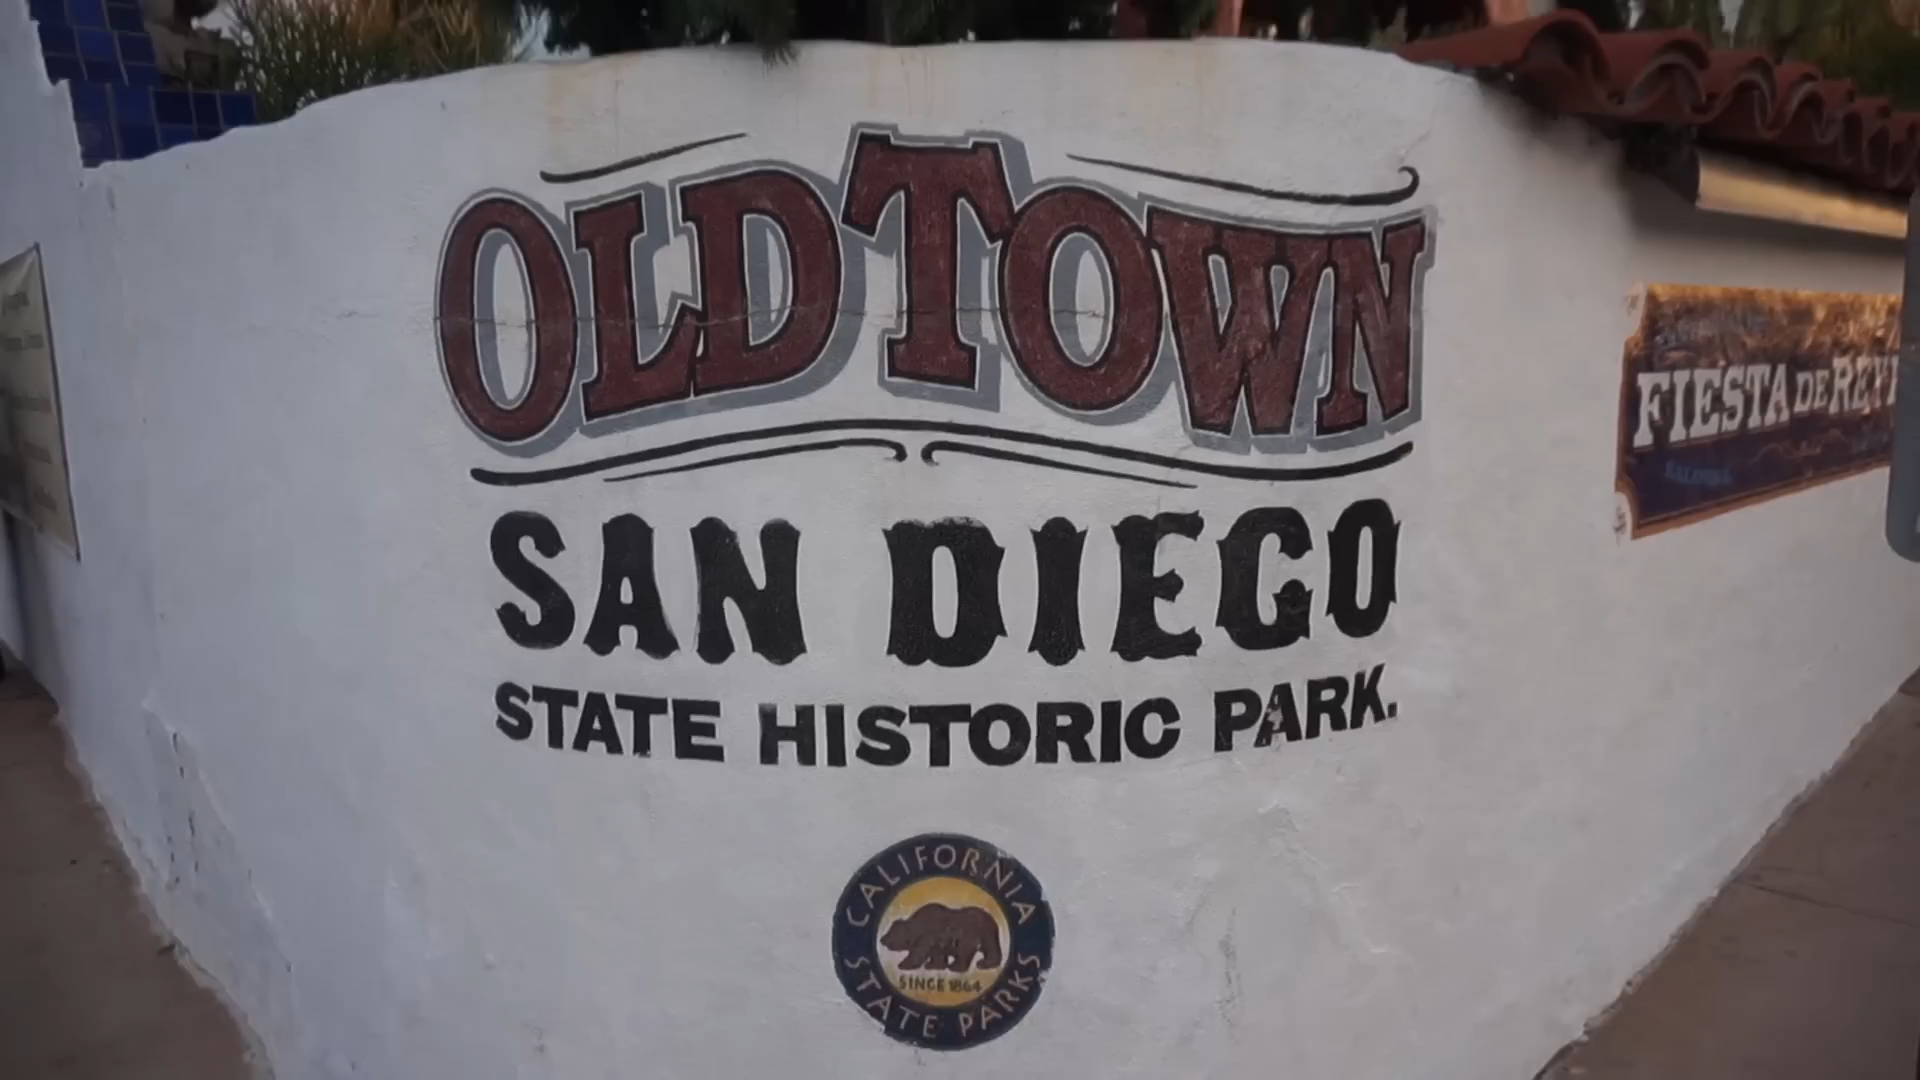 OLD TOWN
SAN DIEGO
STATE HISTORIC PARK.
CALIFORNIA
SINCE 1864
STATE PARKS
FIESTA DE REY